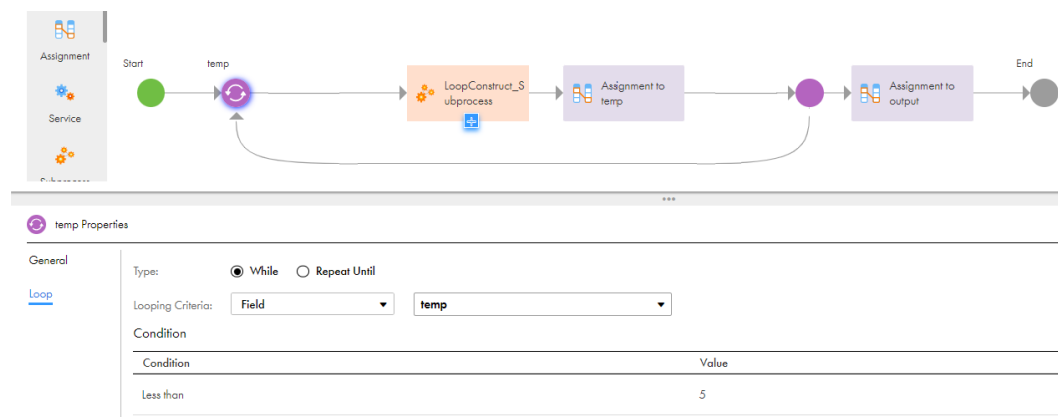 Assignment
Service
Subprocess
Start
temp
LoopConstruct_S
ubprocess
Assignment to
temp
Assignment to
output
End
temp Properties
General
Loop
Type:
While
Repeat Until
Looping Criteria:
Field
temp
Condition
Condition
Value
Less than
5